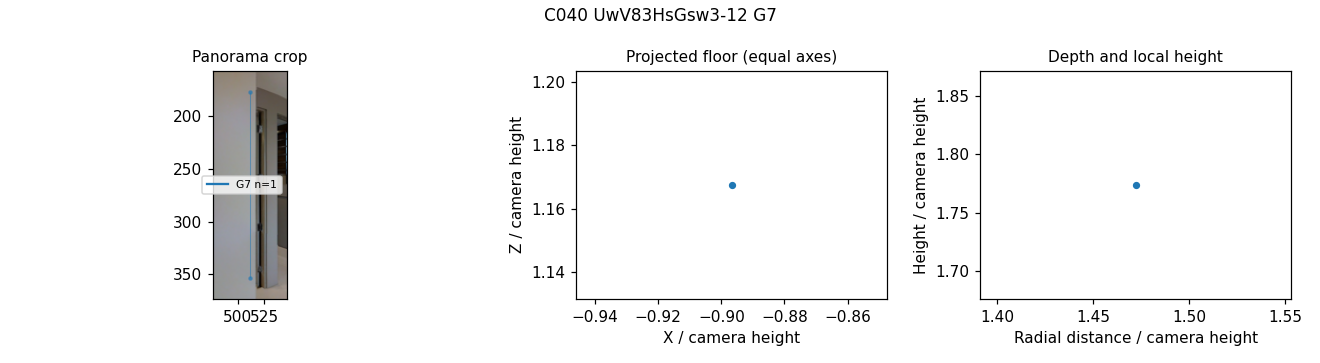 C040 UwV83HsGsw3-12 G7
Panorama crop
200
250
300
350
500525
G7 n=1
Projected floor (equal axes)
Z / camera height
1.20
1.18
1.16
1.14
−0.94 −0.92 −0.90 −0.88 −0.86
X / camera height
Depth and local height
Height / camera height
1.85
1.80
1.75
1.70
1.40 1.45 1.50 1.55
Radial distance / camera height